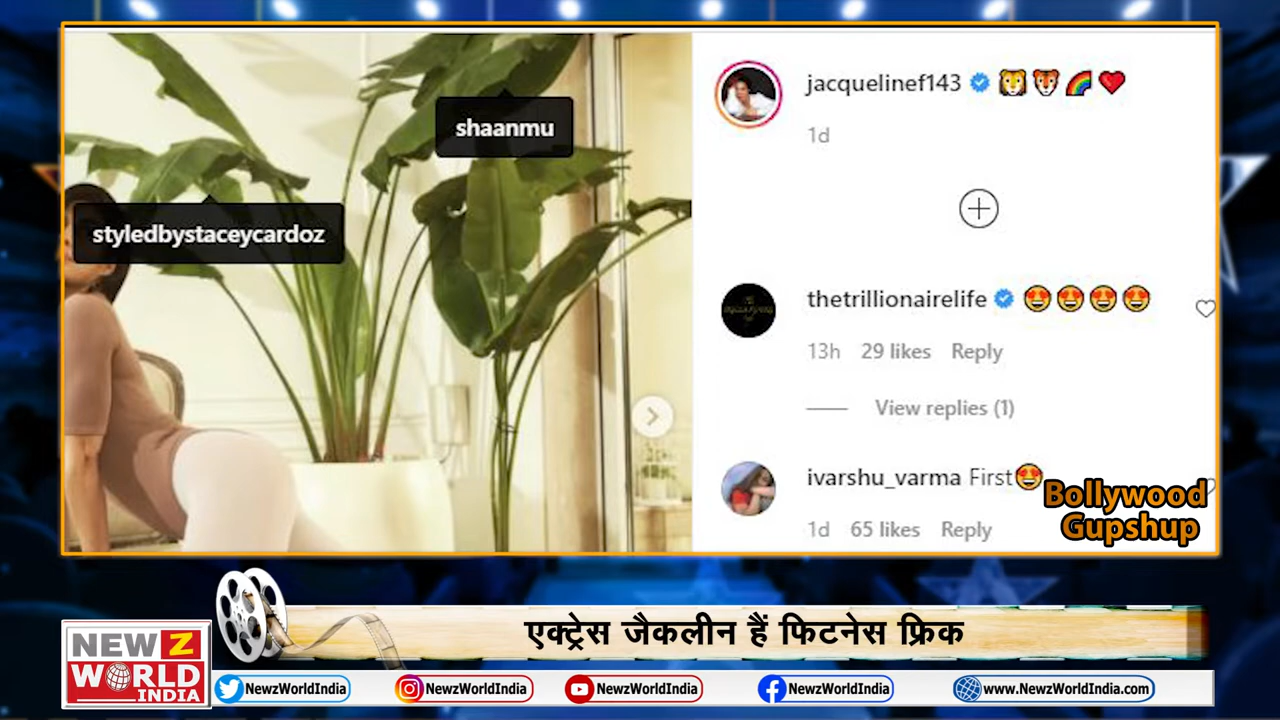 shaanmu
styledbystaceycardoz
jacquelinef143 🐯 🐯 🌈 ❤️
1d
thetrillionairelife 😍 😍 😍 😍
13h 29 likes Reply
View replies (1)
ivarshu_varma First😍
1d 65 likes Reply
Bollywood
Gupshup
एक्ट्रेस जैकलीन हैं फिटनेस फ्रिक
NEWZ
WORLD
INDIA
NewzWorldIndia NewzWorldIndia NewzWorldIndia NewzWorldIndia www.NewzWorldIndia.com